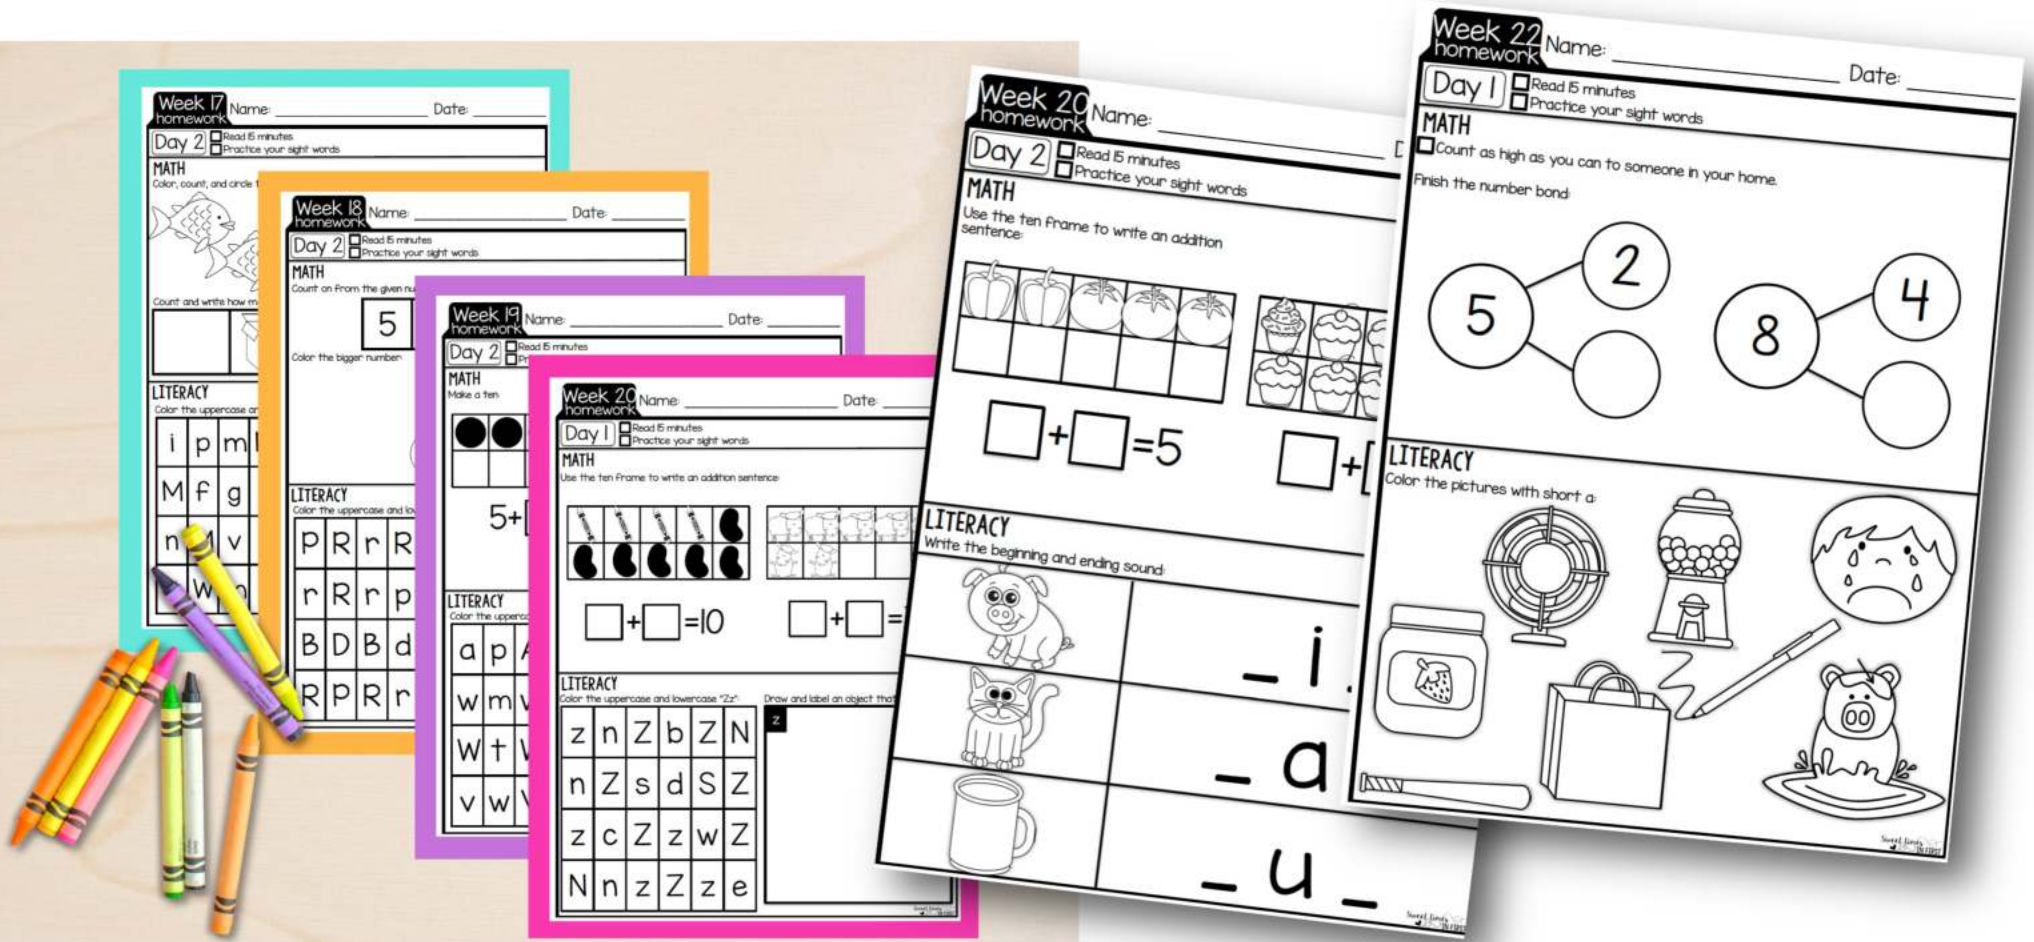 Week 17
homework
Name:
Date:
Day 2
Read 15 minutes
Practice your sight words
MATH
Color, count, and circle
Count and write how
LITERACY
Color the uppercase
i p m
M f g
n v
W
Week 18
homework
Name:
Date:
Day 2
Read 15 minutes
Practice your sight words
MATH
Count on from the given
5
Color the bigger number:
LITERACY
Color the uppercase and
P R r R
r R r p
B D B d
R P R r
Week 19
homework
Name:
Date:
Day 2
Read 15 minutes
MATH
Make a ten:
5+
LITERACY
Color the
a p
w m
W t
v w
Week 20
homework
Name:
Date:
Day 1
Read 15 minutes
Practice your sight words
MATH
Use the ten frame to write an addition sentence:
+ =10
+ =
LITERACY
Color the uppercase and lowercase "Zz":
z n Z b Z N
n Z s d S Z
z c Z z w Z
N n z Z z e
Draw and label an object that
z
Week 20
homework
Name:
Day 2
Read 15 minutes
Practice your sight words
MATH
Use the ten frame to write an addition
sentence:
+ =5
+
LITERACY
Write the beginning and ending sound:
_ i
_ a
_ u _
Week 22
homework
Name:
Date:
Day 1
Read 15 minutes
Practice your sight words
MATH
Count as high as you can to someone in your home.
Finish the number bond:
5
2
8
4
LITERACY
Color the pictures with short a: